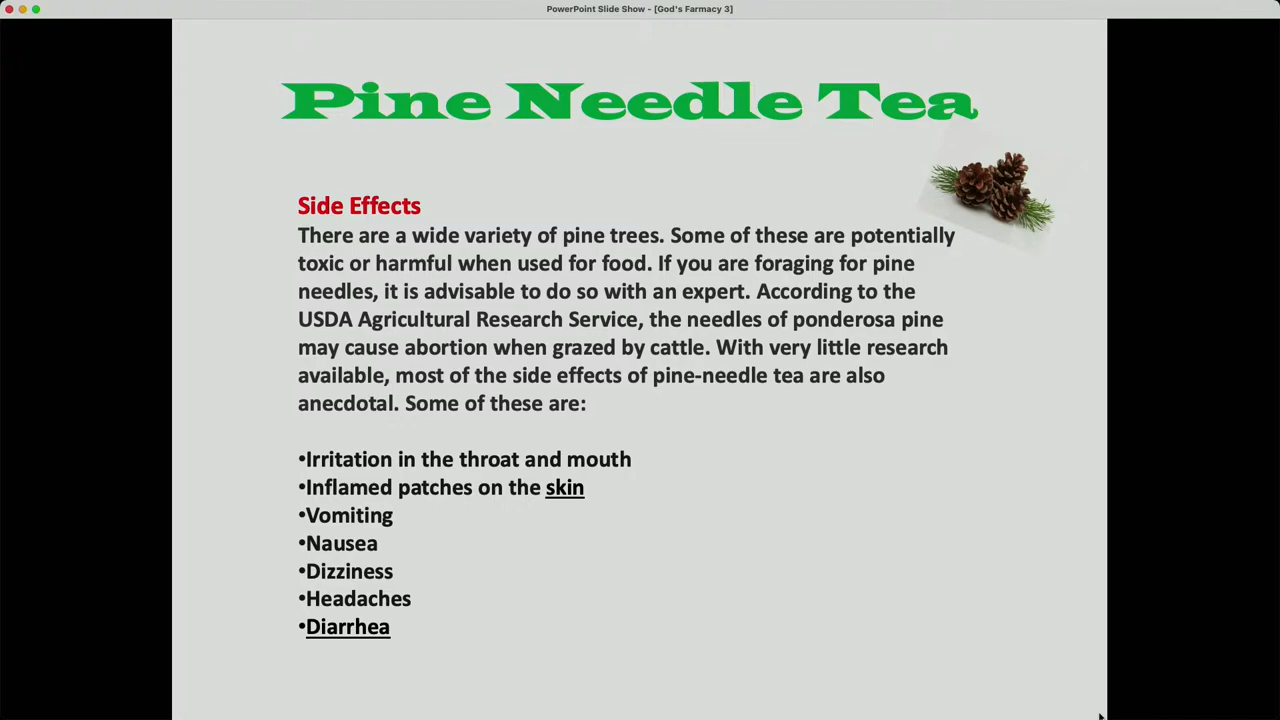 PowerPoint Slide Show - [God's Farmacy 3]
Pine Needle Tea
Side Effects
There are a wide variety of pine trees. Some of these are potentially
toxic or harmful when used for food. If you are foraging for pine
needles, it is advisable to do so with an expert. According to the
USDA Agricultural Research Service, the needles of ponderosa pine
may cause abortion when grazed by cattle. With very little research
available, most of the side effects of pine-needle tea are also
anecdotal. Some of these are:
•Irritation in the throat and mouth
•Inflamed patches on the skin
•Vomiting
•Nausea
•Dizziness
•Headaches
•Diarrhea